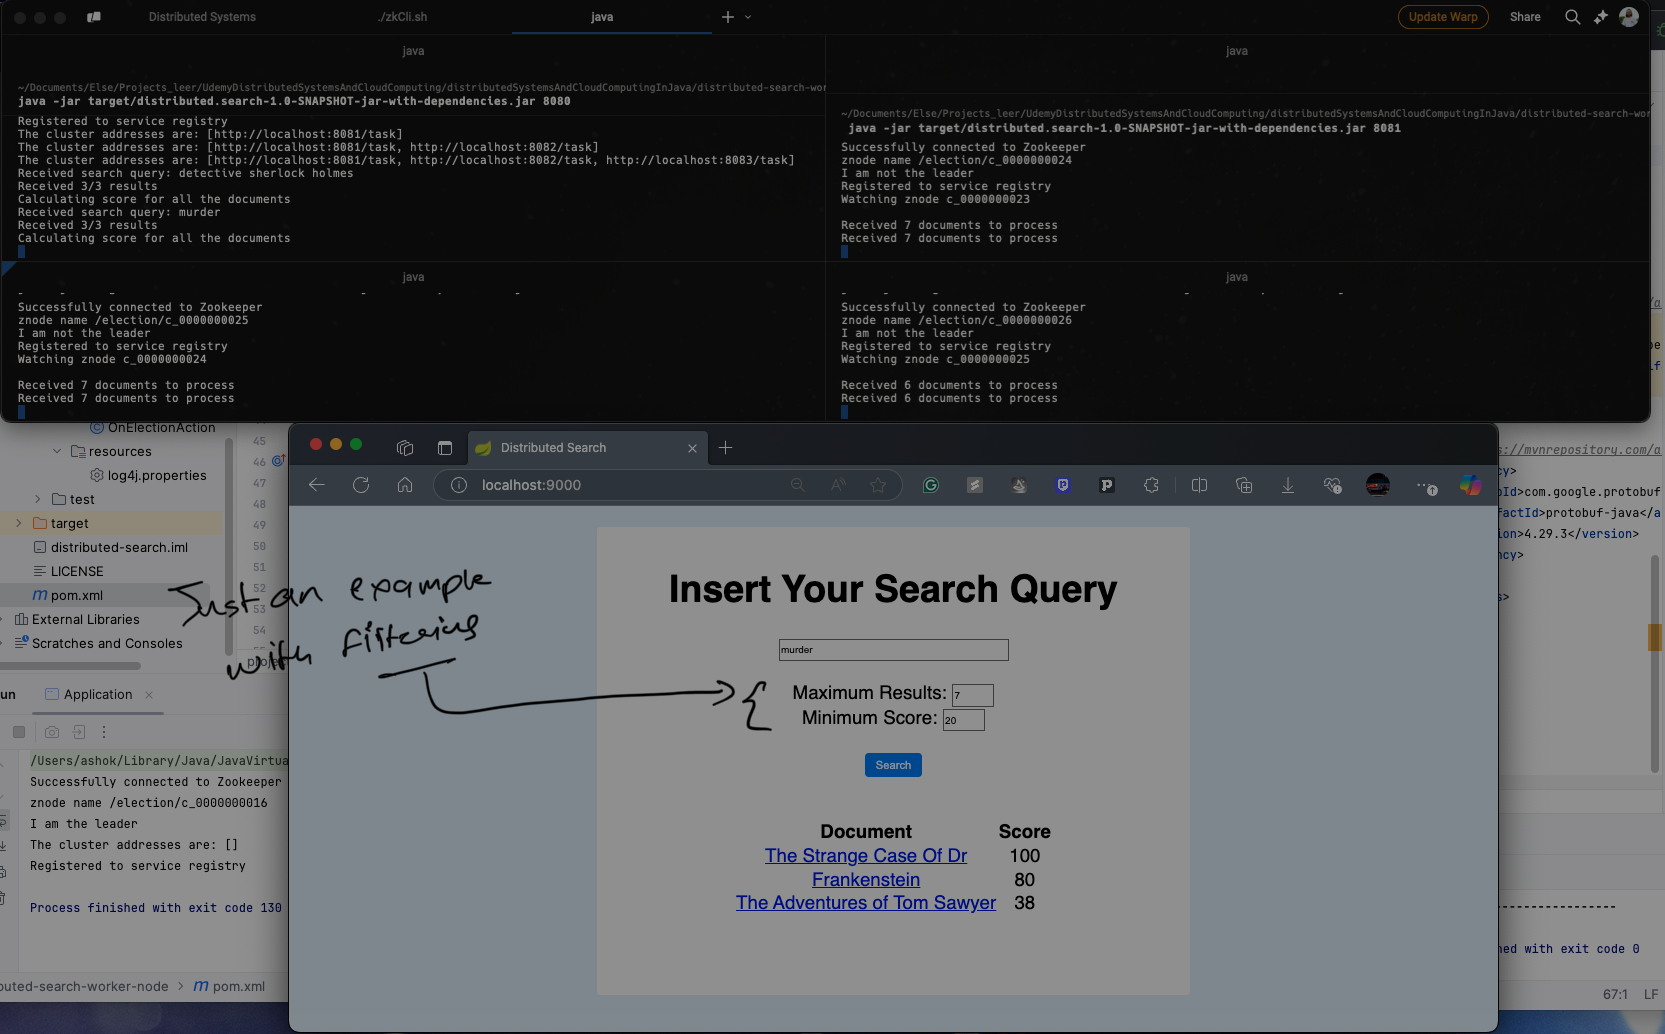 Distributed Systems
./zkCli.sh
java
Update Warp
Share
java
~/Documents/Else/Projects_leer/UdemyDistributedSystemsAndCloudComputing/distributedSystemsAndCloudComputingInJava/distributed-search-wor
java -jar target/distributed.search-1.0-SNAPSHOT-jar-with-dependencies.jar 8080
Registered to service registry
The cluster addresses are: [http://localhost:8081/task]
The cluster addresses are: [http://localhost:8081/task, http://localhost:8082/task]
The cluster addresses are: [http://localhost:8081/task, http://localhost:8082/task, http://localhost:8083/task]
Received search query: detective sherlock holmes
Received 3/3 results
Calculating score for all the documents
Received search query: murder
Received 3/3 results
Calculating score for all the documents
java
~/Documents/Else/Projects_leer/UdemyDistributedSystemsAndCloudComputing/distributedSystemsAndCloudComputingInJava/distributed-search-wor
java -jar target/distributed.search-1.0-SNAPSHOT-jar-with-dependencies.jar 8081
Successfully connected to Zookeeper
znode name /election/c_0000000024
I am not the leader
Registered to service registry
Watching znode c_0000000023
Received 7 documents to process
Received 7 documents to process
java
Successfully connected to Zookeeper
znode name /election/c_0000000025
I am not the leader
Registered to service registry
Watching znode c_0000000024
Received 7 documents to process
Received 7 documents to process
java
Successfully connected to Zookeeper
znode name /election/c_0000000026
I am not the leader
Registered to service registry
Watching znode c_0000000025
Received 6 documents to process
Received 6 documents to process
OnElectionAction
resources
log4j.properties
test
target
distributed-search.iml
LICENSE
pom.xml
External Libraries
Scratches and Consoles
45
46
47
48
49
50
51
52
53
54
Just an example
with filtering
Distributed Search
localhost:9000
Insert Your Search Query
murder
Maximum Results: 7
Minimum Score: 20
Search
Document Score
The Strange Case Of Dr 100
Frankenstein 80
The Adventures of Tom Sawyer 38
s://mvnrepository.com/a
cy>
pId>com.google.protobuf
factId>protobuf-java</a
ion>4.29.3</version>
ncy>
s>
un
Application
/Users/ashok/Library/Java/JavaVirtua
Successfully connected to Zookeeper
znode name /election/c_0000000016
I am the leader
The cluster addresses are: []
Registered to service registry
Process finished with exit code 130
hed with exit code 0
outed-search-worker-node > pom.xml
67:1 LF